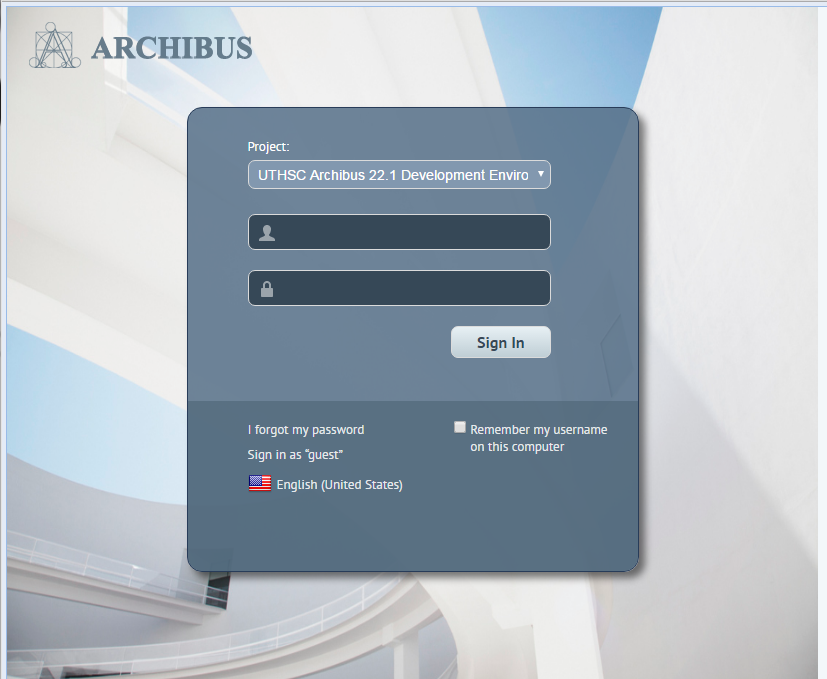 ARCHIBUS
Project:
UTHSC Archibus 22.1 Development Enviro
Sign In
I forgot my password
Remember my username
on this computer
Sign in as “guest”
English (United States)